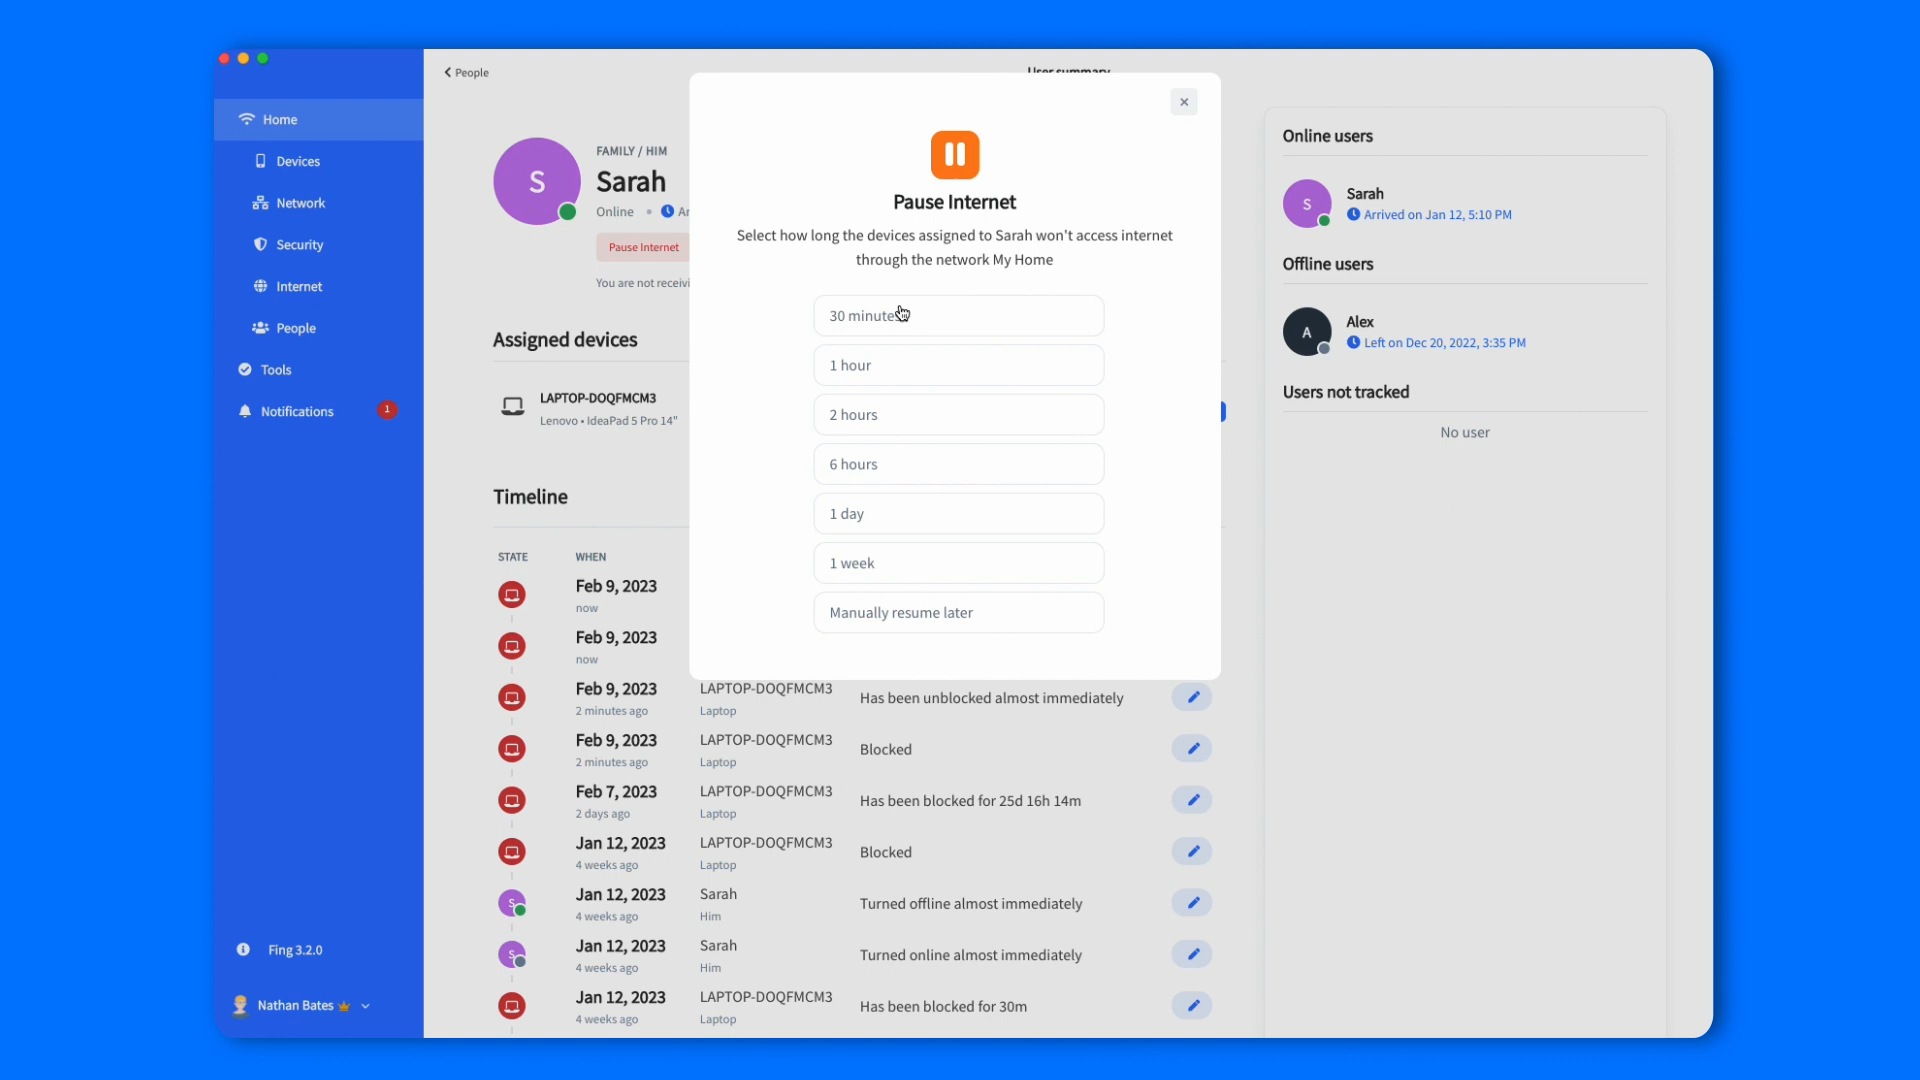 Home
Devices
Network
Security
Internet
People
Tools
Notifications
1
Fing 3.2.0
Nathan Bates
People
User summary
S
FAMILY / HIM
Sarah
Online
Pause Internet
Assigned devices
LAPTOP-DOQFMCM3
Lenovo • IdeaPad 5 Pro 14"
Timeline
STATE WHEN
Feb 9, 2023
now
Feb 9, 2023
now
Feb 9, 2023 LAPTOP-DOQFMCM3 Has been unblocked almost immediately
2 minutes ago Laptop
Feb 9, 2023 LAPTOP-DOQFMCM3 Blocked
2 minutes ago Laptop
Feb 7, 2023 LAPTOP-DOQFMCM3 Has been blocked for 25d 16h 14m
2 days ago Laptop
Jan 12, 2023 LAPTOP-DOQFMCM3 Blocked
4 weeks ago Laptop
S Jan 12, 2023 Sarah Turned offline almost immediately
4 weeks ago Him
S Jan 12, 2023 Sarah Turned online almost immediately
4 weeks ago Him
Jan 12, 2023 LAPTOP-DOQFMCM3 Has been blocked for 30m
4 weeks ago Laptop
Pause Internet
Select how long the devices assigned to Sarah won't access internet
through the network My Home
30 minutes
1 hour
2 hours
6 hours
1 day
1 week
Manually resume later
Online users
S
Sarah
Arrived on Jan 12, 5:10 PM
Offline users
A
Alex
Left on Dec 20, 2022, 3:35 PM
Users not tracked
No user